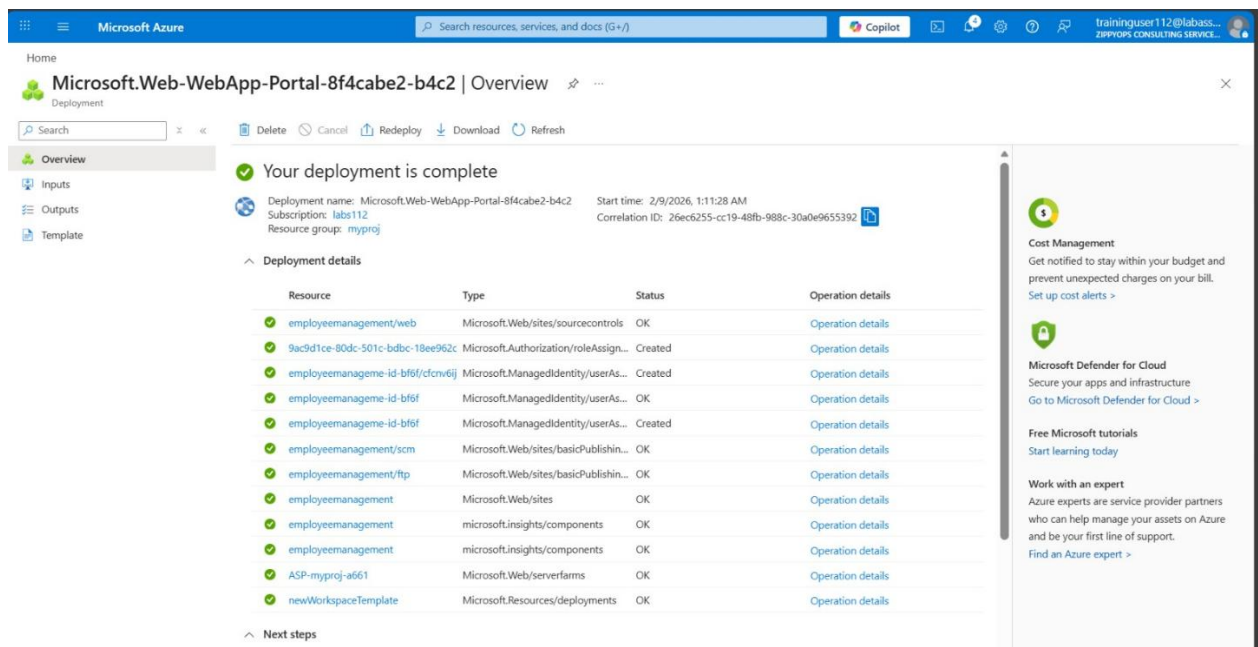 Microsoft Azure
Search resources, services, and docs (G+/)
Copilot
4
traininguser112@labass...
ZIPPYOPS CONSULTING SERVICE...
Home
Microsoft.Web-WebApp-Portal-8f4cabe2-b4c2 | Overview
Deployment
Search
Delete Cancel Redeploy Download Refresh
Overview
Inputs
Outputs
Template
Your deployment is complete
Deployment name: Microsoft.Web-WebApp-Portal-8f4cabe2-b4c2
Subscription: labs112
Resource group: myproj
Start time: 2/9/2026, 1:11:28 AM
Correlation ID: 26ec6255-cc19-48fb-988c-30a0e9655392
Deployment details
Resource Type Status Operation details
employeemanagement/web Microsoft.Web/sites/sourcecontrols OK Operation details
9ac9d1ce-80dc-501c-bdbc-18ee962c Microsoft.Authorization/roleAssign... Created Operation details
employeemanageme-id-bf6f/cfcnv6ij Microsoft.ManagedIdentity/userAs... Created Operation details
employeemanageme-id-bf6f Microsoft.ManagedIdentity/userAs... OK Operation details
employeemanageme-id-bf6f Microsoft.ManagedIdentity/userAs... Created Operation details
employeemanagement/scm Microsoft.Web/sites/basicPublishin... OK Operation details
employeemanagement/ftp Microsoft.Web/sites/basicPublishin... OK Operation details
employeemanagement Microsoft.Web/sites OK Operation details
employeemanagement microsoft.insights/components OK Operation details
employeemanagement microsoft.insights/components OK Operation details
ASP-myproj-a661 Microsoft.Web/serverfarms OK Operation details
newWorkspaceTemplate Microsoft.Resources/deployments OK Operation details
Next steps
Cost Management
Get notified to stay within your budget and
prevent unexpected charges on your bill.
Set up cost alerts >
Microsoft Defender for Cloud
Secure your apps and infrastructure
Go to Microsoft Defender for Cloud >
Free Microsoft tutorials
Start learning today
Work with an expert
Azure experts are service provider partners
who can help manage your assets on Azure
and be your first line of support.
Find an Azure expert >